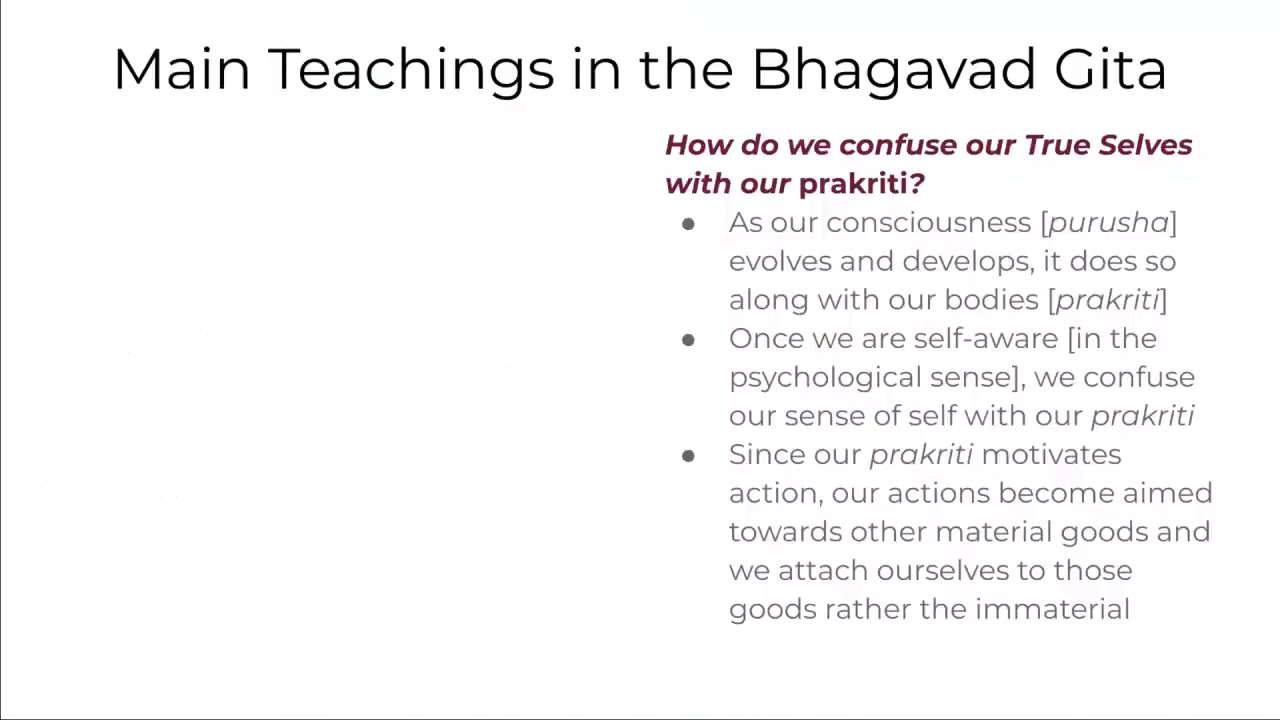 Main Teachings in the Bhagavad Gita
How do we confuse our True Selves
with our prakriti?
● As our consciousness [purusha]
evolves and develops, it does so
along with our bodies [prakriti]
● Once we are self-aware [in the
psychological sense], we confuse
our sense of self with our prakriti
● Since our prakriti motivates
action, our actions become aimed
towards other material goods and
we attach ourselves to those
goods rather the immaterial